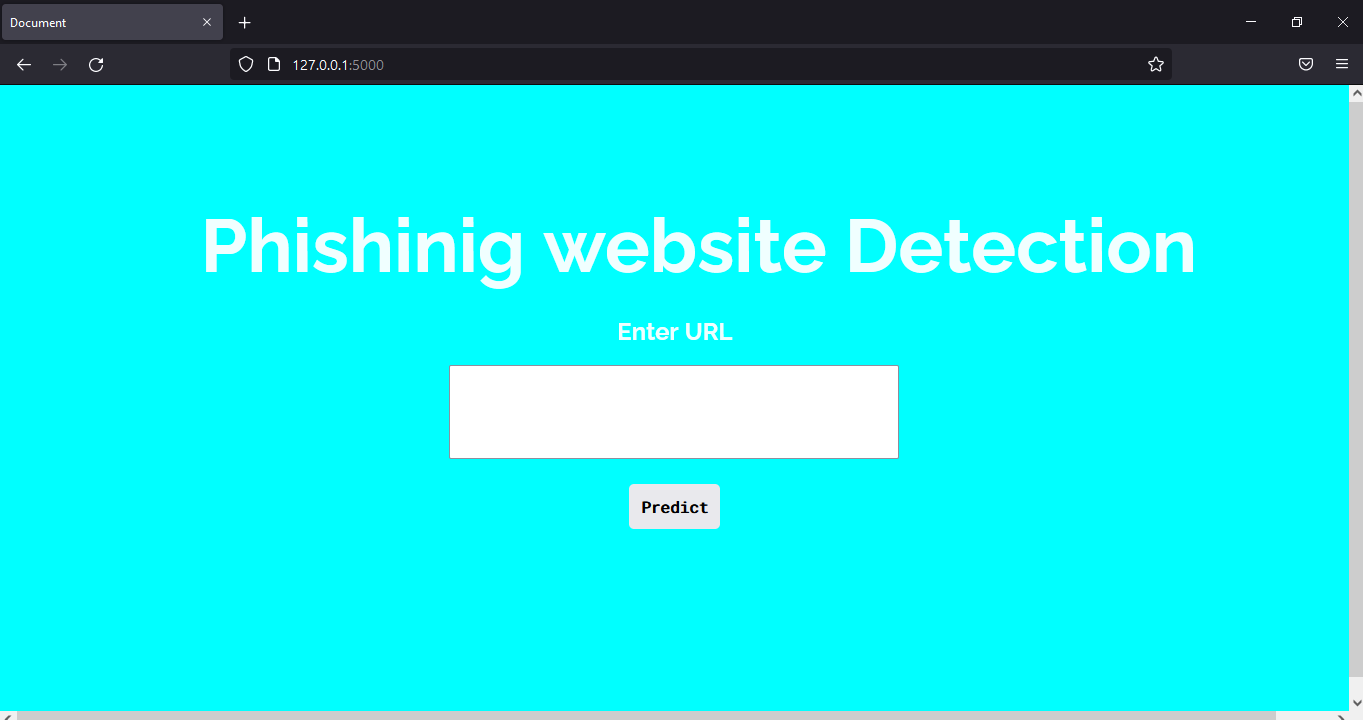 Document
127.0.0.1:5000
Phishinig website Detection
Enter URL
Predict